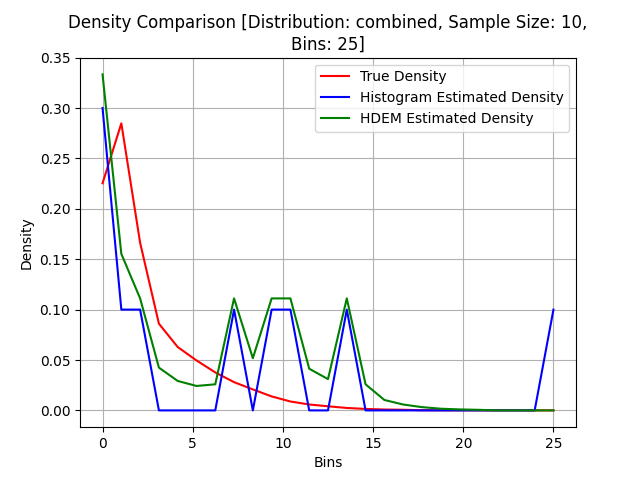 Density Comparison [Distribution: combined, Sample Size: 10,
Bins: 25]
True Density
Histogram Estimated Density
HDEM Estimated Density
Density
0.35
0.30
0.25
0.20
0.15
0.10
0.05
0.00
0 5 10 15 20 25
Bins